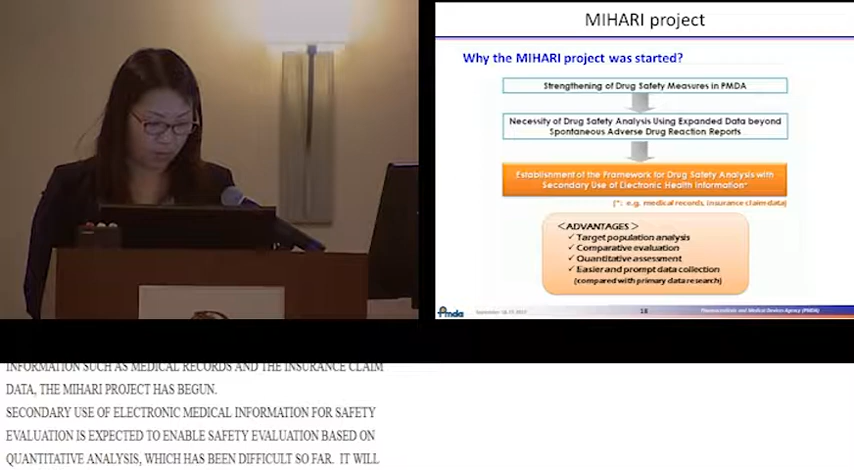 MIHARI project
Why the MIHARI project was started?
Strengthening of Drug Safety Measures in PMDA
Necessity of Drug Safety Analysis Using Expanded Data beyond
Spontaneous Adverse Drug Reaction Reports
Establishment of the Framework for Drug Safety Analysis with
Secondary Use of Electronic Health Information*
(*: e.g. medical records, insurance claim data)
<ADVANTAGES>
✓ Target population analysis
✓ Comparative evaluation
✓ Quantitative assessment
✓ Easier and prompt data collection
(compared with primary data research)
Pmda
18
Pharmaceuticals and Medical Devices Agency (PMDA)
INFORMATION SUCH AS MEDICAL RECORDS AND THE INSURANCE CLAIM
DATA, THE MIHARI PROJECT HAS BEGUN.
SECONDARY USE OF ELECTRONIC MEDICAL INFORMATION FOR SAFETY
EVALUATION IS EXPECTED TO ENABLE SAFETY EVALUATION BASED ON
QUANTITATIVE ANALYSIS, WHICH HAS BEEN DIFFICULT SO FAR. IT WILL